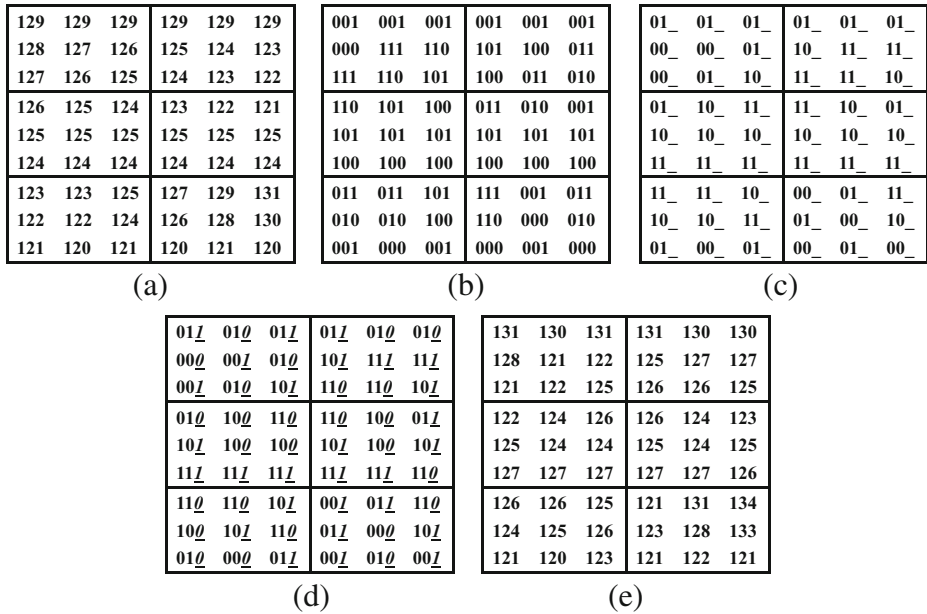 129 129 129 129 129 129
128 127 126 125 124 123
127 126 125 124 123 122
126 125 124 123 122 121
125 125 125 125 125 125
124 124 124 124 124 124
123 123 125 127 129 131
122 122 124 126 128 130
121 120 121 120 121 120
(a)
001 001 001 001 001 001
000 111 110 101 100 011
111 110 101 100 011 010
110 101 100 011 010 001
101 101 101 101 101 101
100 100 100 100 100 100
011 011 101 111 001 011
010 010 100 110 000 010
001 000 001 000 001 000
(b)
01_ 01_ 01_ 01_ 01_ 01_
00_ 00_ 01_ 10_ 11_ 11_
00_ 01_ 10_ 11_ 11_ 10_
01_ 10_ 11_ 11_ 10_ 01_
10_ 10_ 10_ 10_ 10_ 10_
11_ 11_ 11_ 11_ 11_ 11_
11_ 11_ 10_ 00_ 01_ 11_
10_ 10_ 11_ 01_ 00_ 10_
01_ 00_ 01_ 00_ 01_ 00_
(c)
011 010 011 011 010 010
000 001 010 101 111 111
001 010 101 110 110 101
010 100 110 110 100 011
101 100 100 101 100 101
111 111 111 111 111 110
110 110 101 001 011 110
100 101 110 011 000 101
010 000 011 001 010 001
(d)
131 130 131 131 130 130
128 121 122 125 127 127
121 122 125 126 126 125
122 124 126 126 124 123
125 124 124 125 124 125
127 127 127 127 127 126
126 126 125 121 131 134
124 125 126 123 128 133
121 120 123 121 122 121
(e)